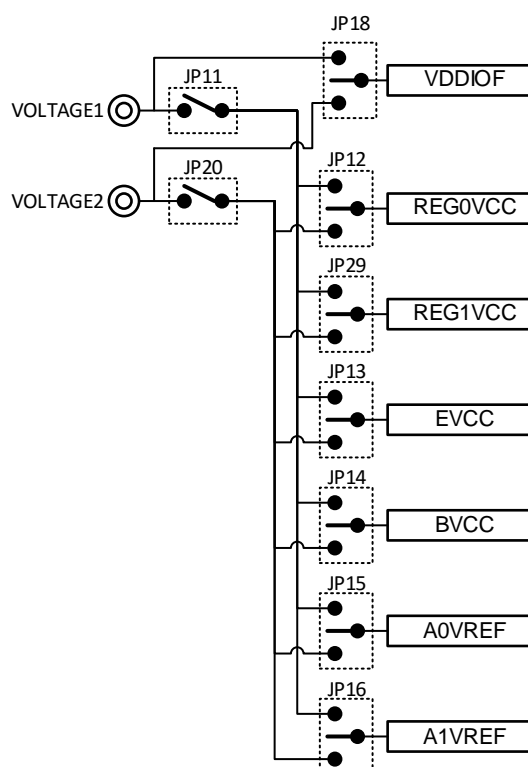 JP18
VDDIOF
JP11
VOLTAGE1
JP12
JP20
REG0VCC
VOLTAGE2
JP29
REG1VCC
JP13
EVCC
JP14
BVCC
JP15
A0VREF
JP16
A1VREF